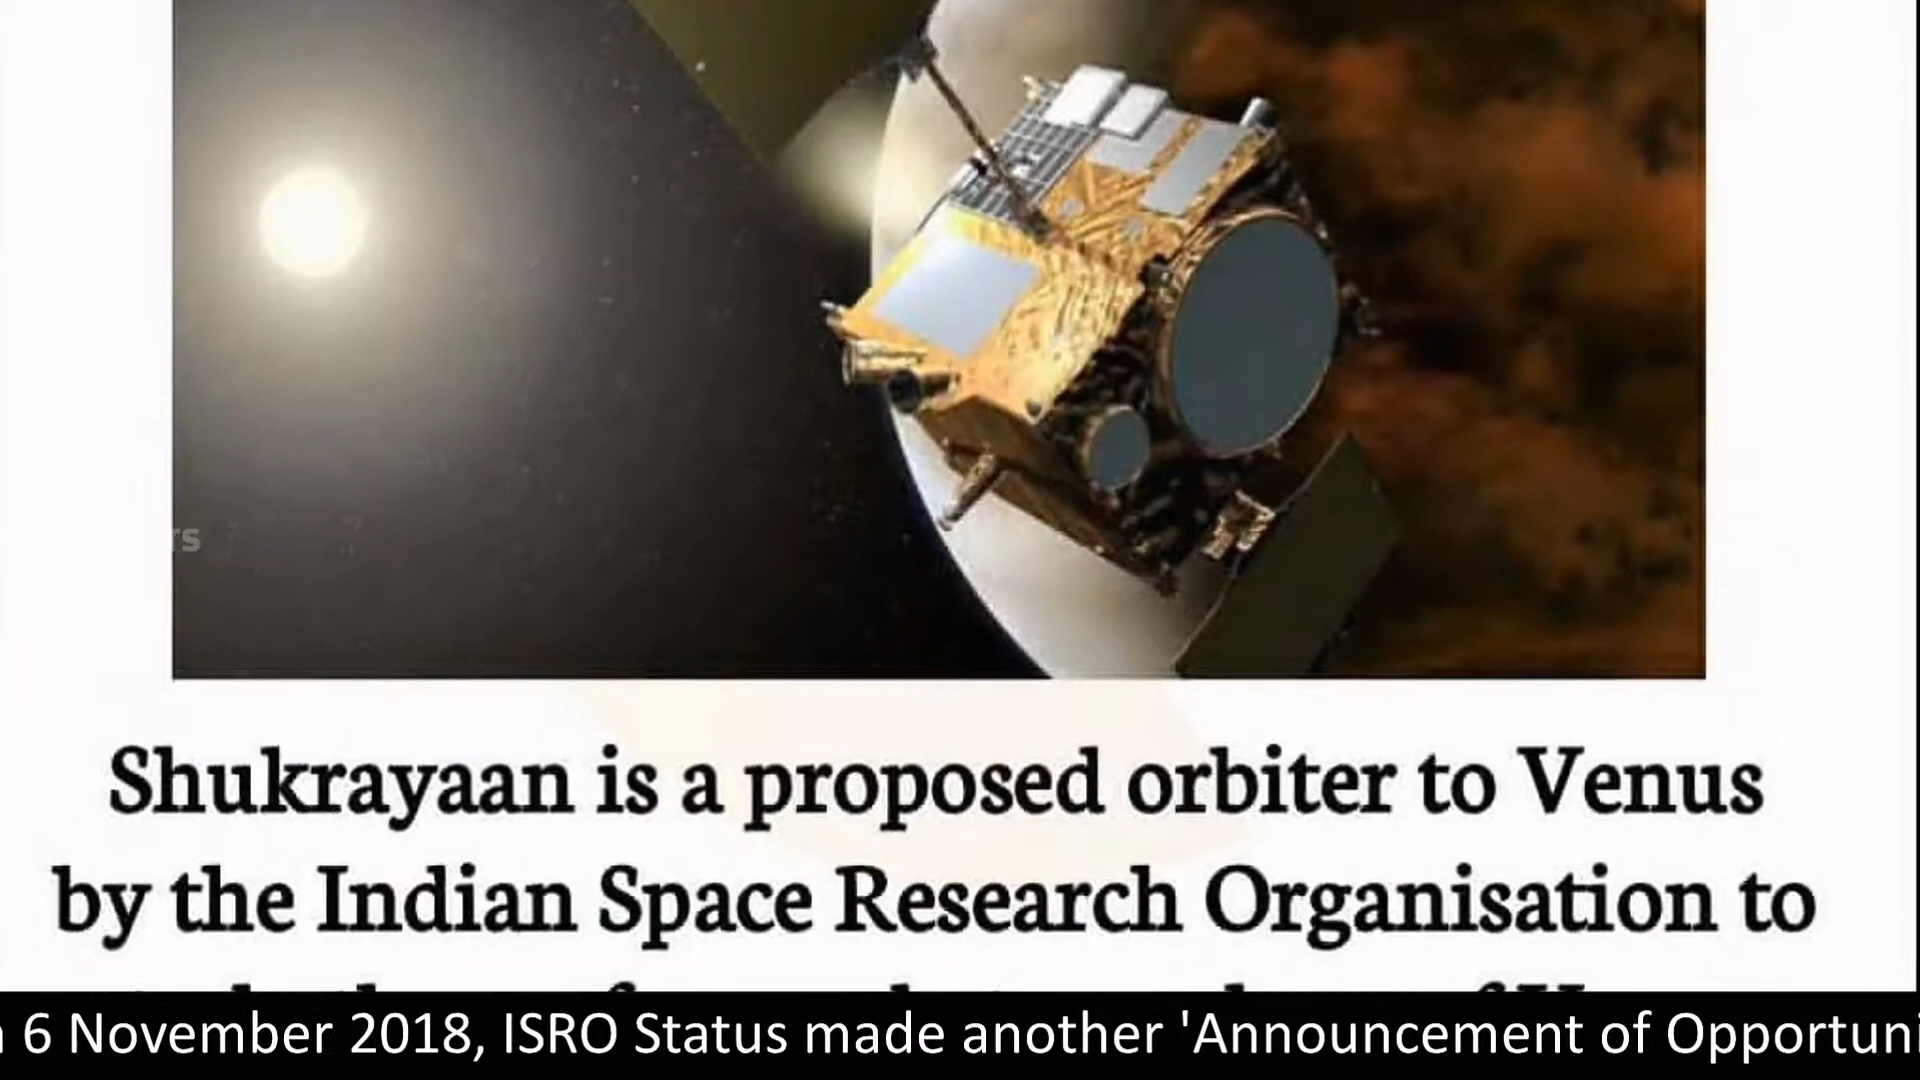 Shukrayaan is a proposed orbiter to Venus
by the Indian Space Research Organisation to
6 November 2018, ISRO Status made another 'Announcement of